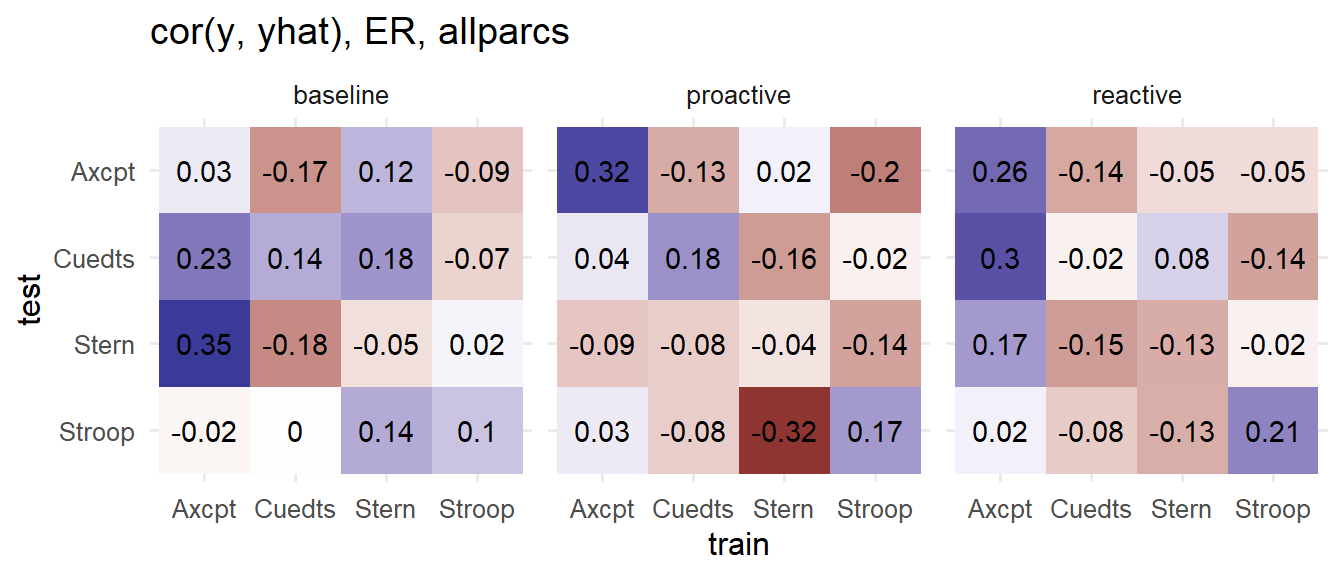 cor(y, yhat), ER, allparcs
baseline proactive reactive
Axcpt 0.03 -0.17 0.12 -0.09 0.32 -0.13 0.02 -0.2 0.26 -0.14 -0.05 -0.05
Cuedts 0.23 0.14 0.18 -0.07 0.04 0.18 -0.16 -0.02 0.3 -0.02 0.08 -0.14
test
Stern 0.35 -0.18 -0.05 0.02 -0.09 -0.08 -0.04 -0.14 0.17 -0.15 -0.13 -0.02
Stroop -0.02 0 0.14 0.1 0.03 -0.08 -0.32 0.17 0.02 -0.08 -0.13 0.21
Axcpt Cuedts Stern Stroop Axcpt Cuedts Stern Stroop Axcpt Cuedts Stern Stroop
train